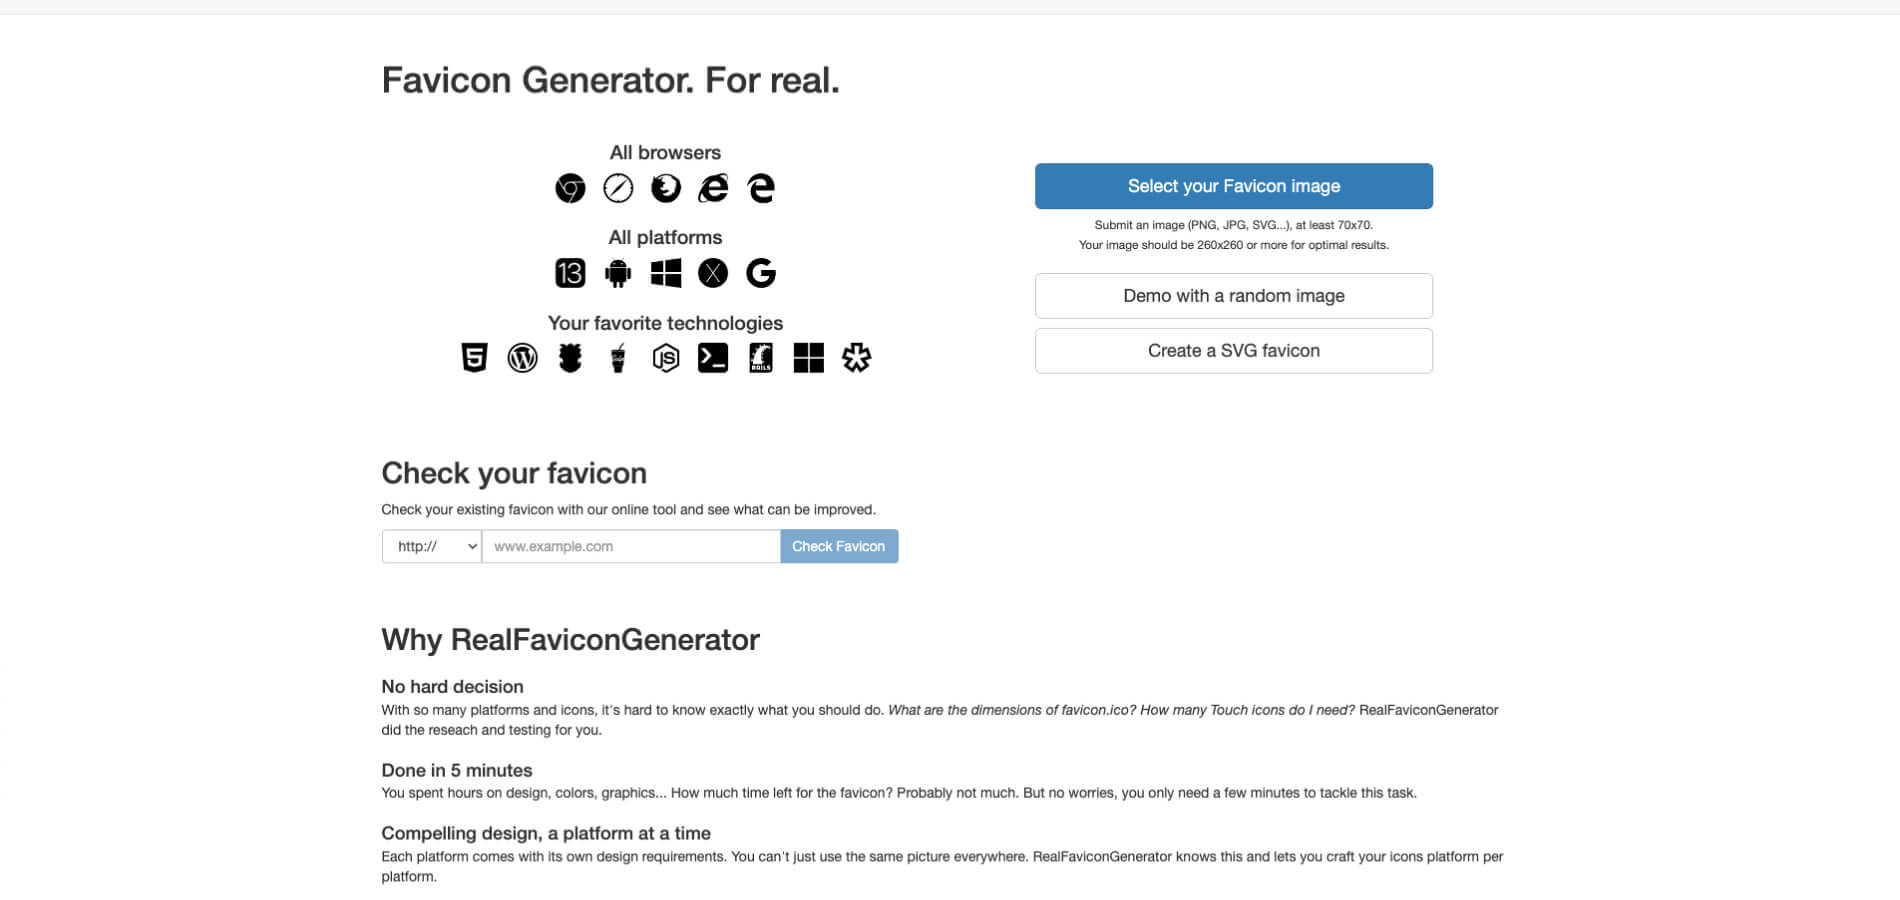 Favicon Generator. For real.
All browsers
All platforms
13
X
G
Your favorite technologies
5
W
JS
RAILS
Select your Favicon image
Submit an image (PNG, JPG, SVG...), at least 70x70.
Your image should be 260x260 or more for optimal results.
Demo with a random image
Create a SVG favicon
Check your favicon
Check your existing favicon with our online tool and see what can be improved.
http://
www.example.com
Check Favicon
Why RealFaviconGenerator
No hard decision
With so many platforms and icons, it's hard to know exactly what you should do. What are the dimensions of favicon.ico? How many Touch icons do I need? RealFaviconGenerator
did the reseach and testing for you.
Done in 5 minutes
You spent hours on design, colors, graphics... How much time left for the favicon? Probably not much. But no worries, you only need a few minutes to tackle this task.
Compelling design, a platform at a time
Each platform comes with its own design requirements. You can't just use the same picture everywhere. RealFaviconGenerator knows this and lets you craft your icons platform per
platform.